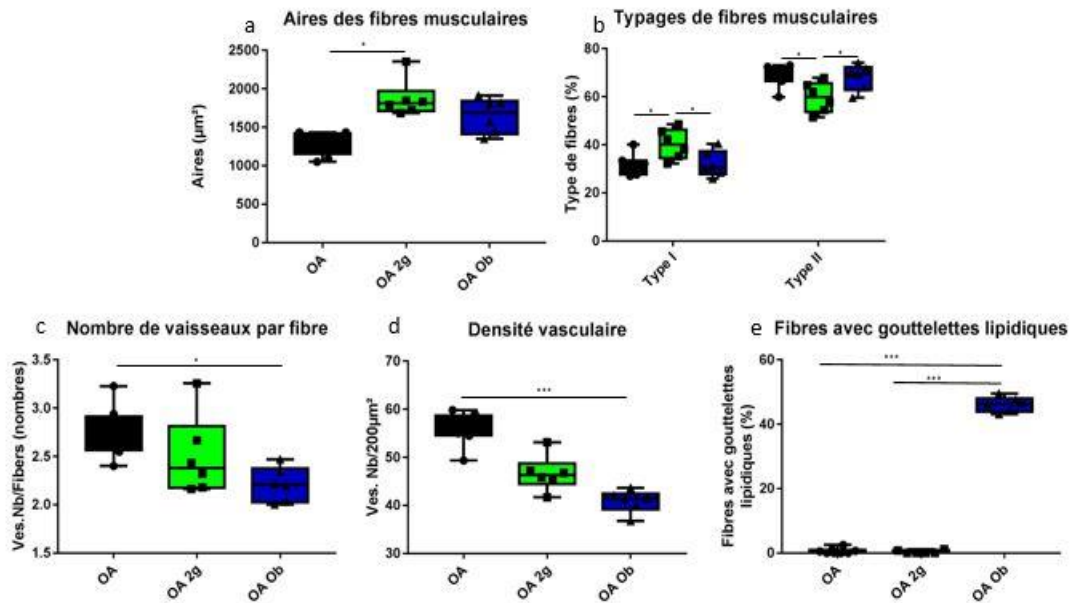 a
Aires des fibres musculaires
Aires (µm²)
2500
2000
1500
1000
500
0
*
OA
OA 2g
OA Ob
b
Typages de fibres musculaires
Type de fibres (%)
80
60
40
20
0
*
*
*
*
Type I
Type II
c
Nombre de vaisseaux par fibre
Ves.Nb/Fibers (nombres)
3.5
3.0
2.5
2.0
1.5
*
OA
OA 2g
OA Ob
d
Densité vasculaire
Ves. Nb/200µm²
70
60
50
40
30
***
OA
OA 2g
OA Ob
e
Fibres avec gouttelettes lipidiques
Fibres avec gouttelettes
lipidiques (%)
60
40
20
0
***
***
OA
OA 2g
OA Ob